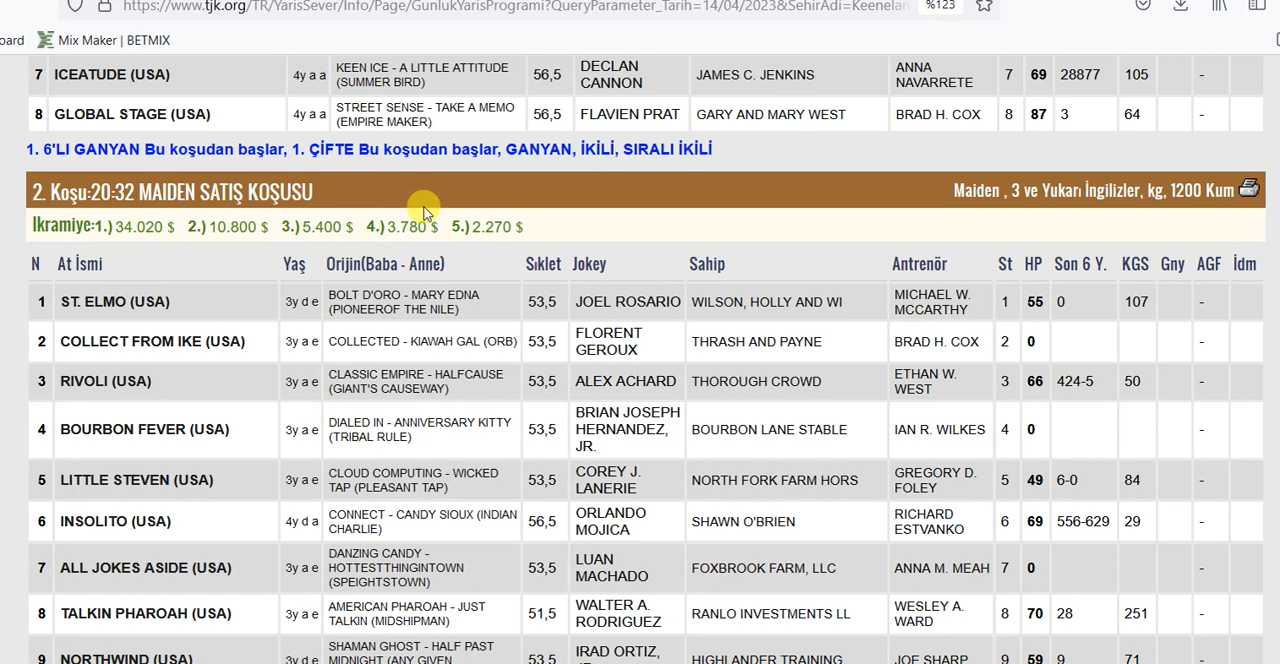 https://www.tjk.org/TR/YarisSever/Info/Page/GunlukYarisProgrami?QueryParameter_Tarih=14/04/2023&SehirAdi=Keenelan
%123
oard Mix Maker | BETMIX
7 ICEATUDE (USA) 4y a a KEEN ICE - A LITTLE ATTITUDE (SUMMER BIRD) 56,5 DECLAN CANNON JAMES C. JENKINS ANNA NAVARRETE 7 69 28877 105 -
8 GLOBAL STAGE (USA) 4y a a STREET SENSE - TAKE A MEMO (EMPIRE MAKER) 56,5 FLAVIEN PRAT GARY AND MARY WEST BRAD H. COX 8 87 3 64 -
1. 6'LI GANYAN Bu koşudan başlar, 1. ÇİFTE Bu koşudan başlar, GANYAN, İKİLİ, SIRALI İKİLİ
2. Koşu:20:32 MAIDEN SATIŞ KOŞUSU Maiden , 3 ve Yukarı İngilizler, kg, 1200 Kum
İkramiye:1.) 34.020 $ 2.) 10.800 $ 3.) 5.400 $ 4.) 3.780 $ 5.) 2.270 $
N At İsmi Yaş Orijin(Baba - Anne) Sıklet Jokey Sahip Antrenör St HP Son 6 Y. KGS Gny AGF İdm
1 ST. ELMO (USA) 3y d e BOLT D'ORO - MARY EDNA (PIONEEROF THE NILE) 53,5 JOEL ROSARIO WILSON, HOLLY AND WI MICHAEL W. MCCARTHY 1 55 0 107 -
2 COLLECT FROM IKE (USA) 3y a e COLLECTED - KIAWAH GAL (ORB) 53,5 FLORENT GEROUX THRASH AND PAYNE BRAD H. COX 2 0 -
3 RIVOLI (USA) 3y a e CLASSIC EMPIRE - HALFCAUSE (GIANT'S CAUSEWAY) 53,5 ALEX ACHARD THOROUGH CROWD ETHAN W. WEST 3 66 424-5 50 -
4 BOURBON FEVER (USA) 3y a e DIALED IN - ANNIVERSARY KITTY (TRIBAL RULE) 53,5 BRIAN JOSEPH HERNANDEZ, JR. BOURBON LANE STABLE IAN R. WILKES 4 0 -
5 LITTLE STEVEN (USA) 3y a e CLOUD COMPUTING - WICKED TAP (PLEASANT TAP) 53,5 COREY J. LANERIE NORTH FORK FARM HORS GREGORY D. FOLEY 5 49 6-0 84 -
6 INSOLITO (USA) 4y d a CONNECT - CANDY SIOUX (INDIAN CHARLIE) 56,5 ORLANDO MOJICA SHAWN O'BRIEN RICHARD ESTVANKO 6 69 556-629 29 -
7 ALL JOKES ASIDE (USA) 3y a e DANZING CANDY - HOTTESTTHINGINTOWN (SPEIGHTSTOWN) 53,5 LUAN MACHADO FOXBROOK FARM, LLC ANNA M. MEAH 7 0 -
8 TALKIN PHAROAH (USA) 3y a e AMERICAN PHAROAH - JUST TALKIN (MIDSHIPMAN) 51,5 WALTER A. RODRIGUEZ RANLO INVESTMENTS LL WESLEY A. WARD 8 70 28 251 -
9 NORTHWIND (USA) 3y d e SHAMAN GHOST - HALF PAST MIDNIGHT (ANY GIVEN 53,5 IRAD ORTIZ, HIGHLANDER TRAINING JOE SHARP 9 59 9 71 -